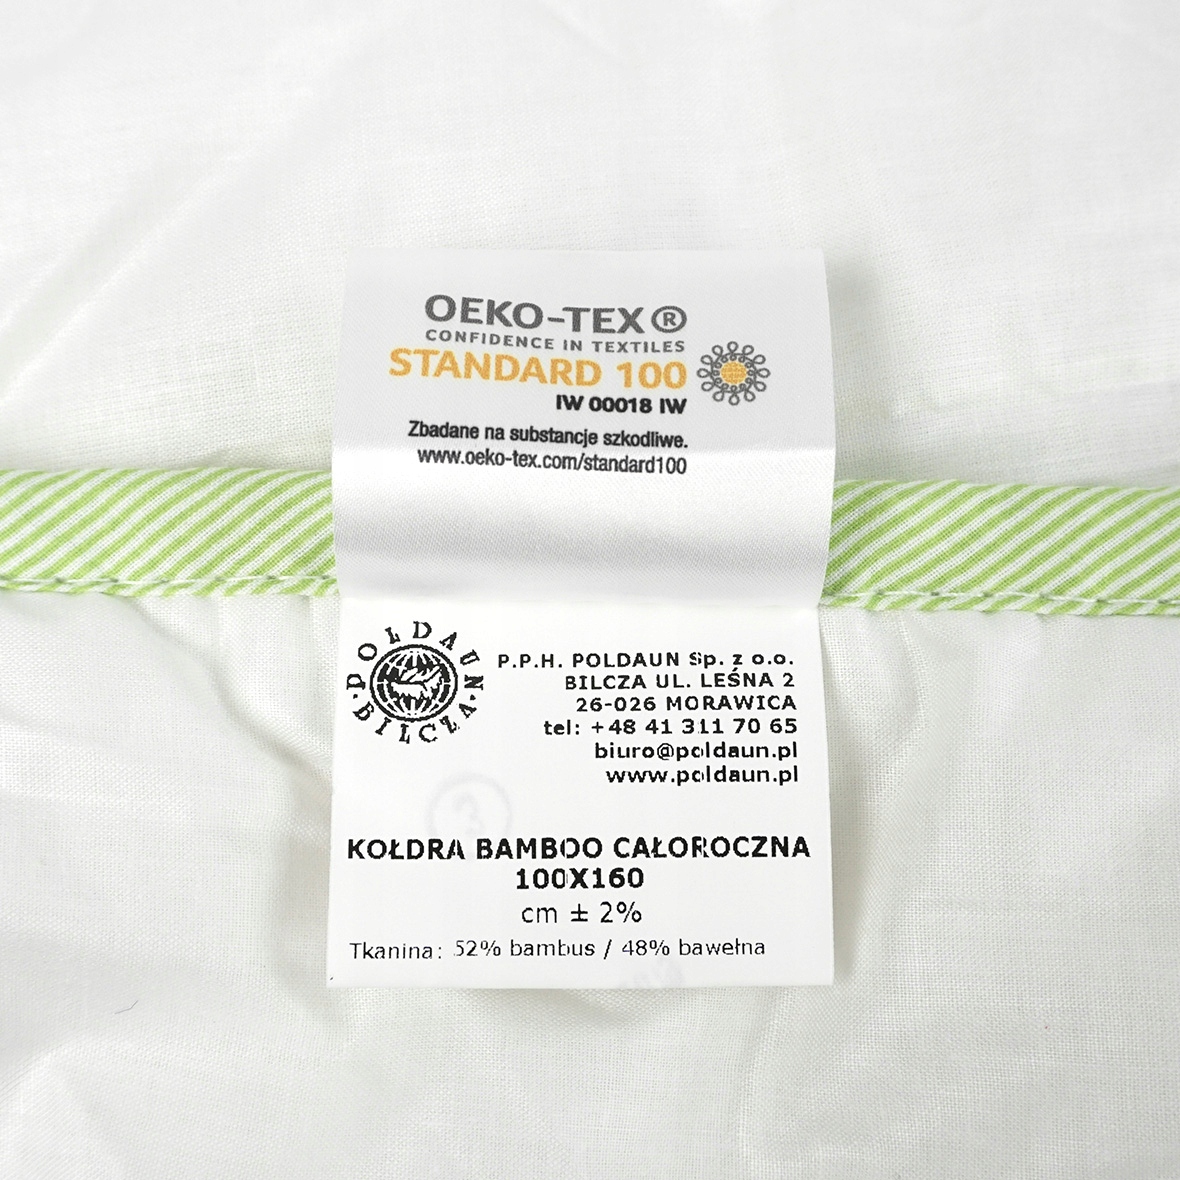 OEKO-TEX®
CONFIDENCE IN TEXTILES
STANDARD 100
IW 00018 IW
Zbadane na substancje szkodliwe.
www.oeko-tex.com/standard100
POLDAUN
·BILCZA·
P.P.H. POLDAUN Sp. z o.o.
BILCZA UL. LEŚNA 2
26-026 MORAWICA
tel: +48 41 311 70 65
biuro@poldaun.pl
www.poldaun.pl
KOŁDRA BAMBOO CAŁOROCZNA
100X160
cm ± 2%
Tkanina: 52% bambus / 48% bawełna